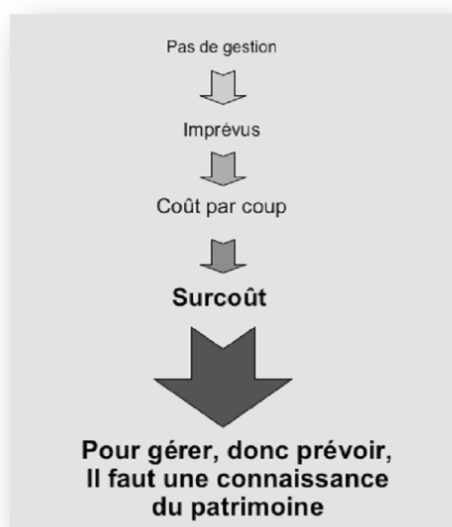 Pas de gestion
Imprévus
Coût par coup
Surcoût
Pour gérer, donc prévoir,
Il faut une connaissance
du patrimoine